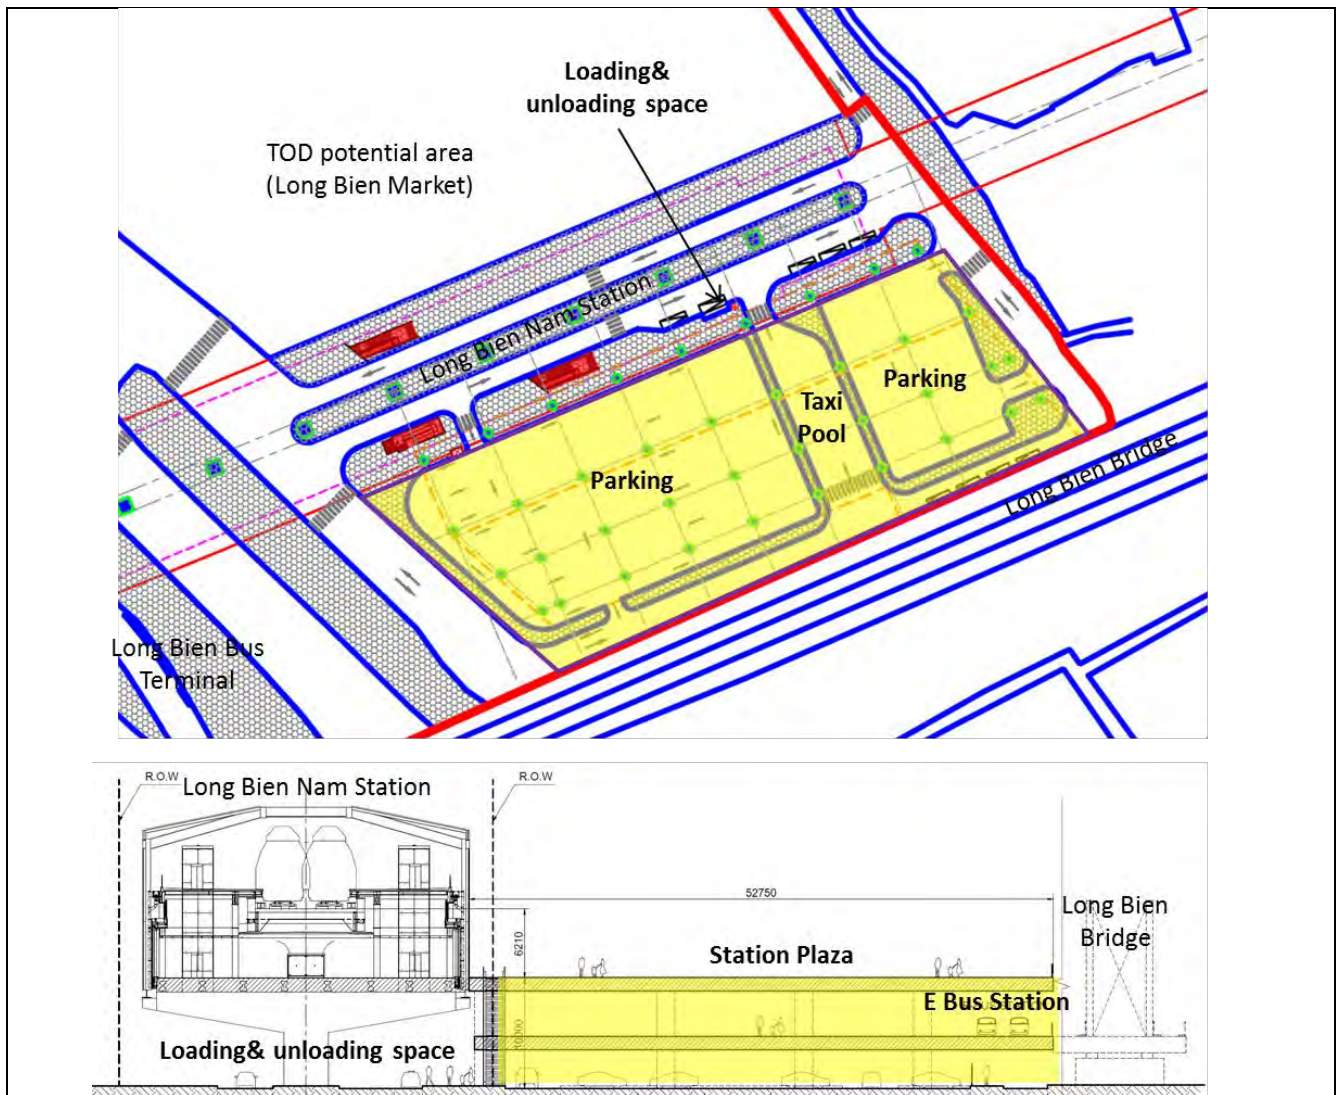 Loading&
unloading space
TOD potential area
(Long Bien Market)
Long Bien Nam Station
Parking
Taxi
Pool
Parking
Long Bien Bridge
Long Bien Bus
Terminal
R.O.W
Long Bien Nam Station
R.O.W
52750
Long Bien
Bridge
6210
Station Plaza
E Bus Station
10000
Loading& unloading space